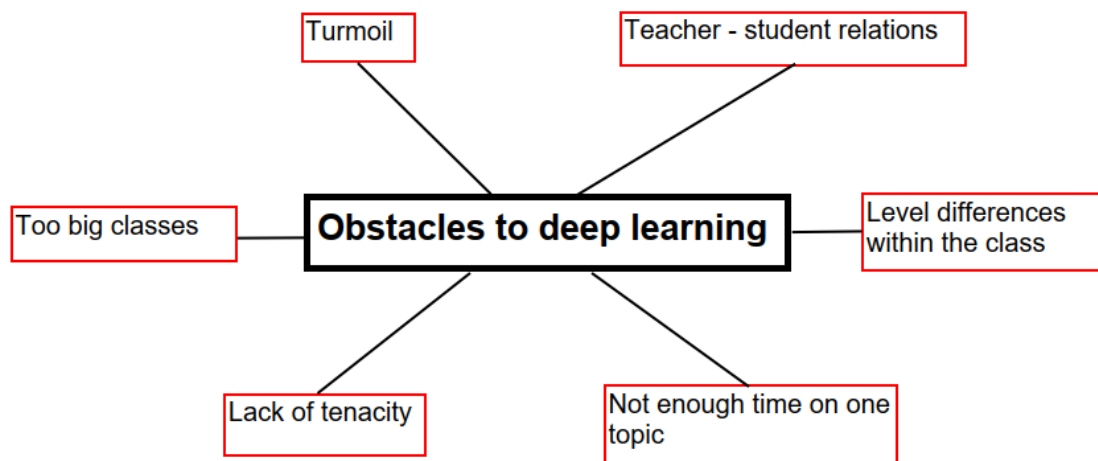 Turmoil
Teacher - student relations
Too big classes
Obstacles to deep learning
Level differences
within the class
Lack of tenacity
Not enough time on one
topic